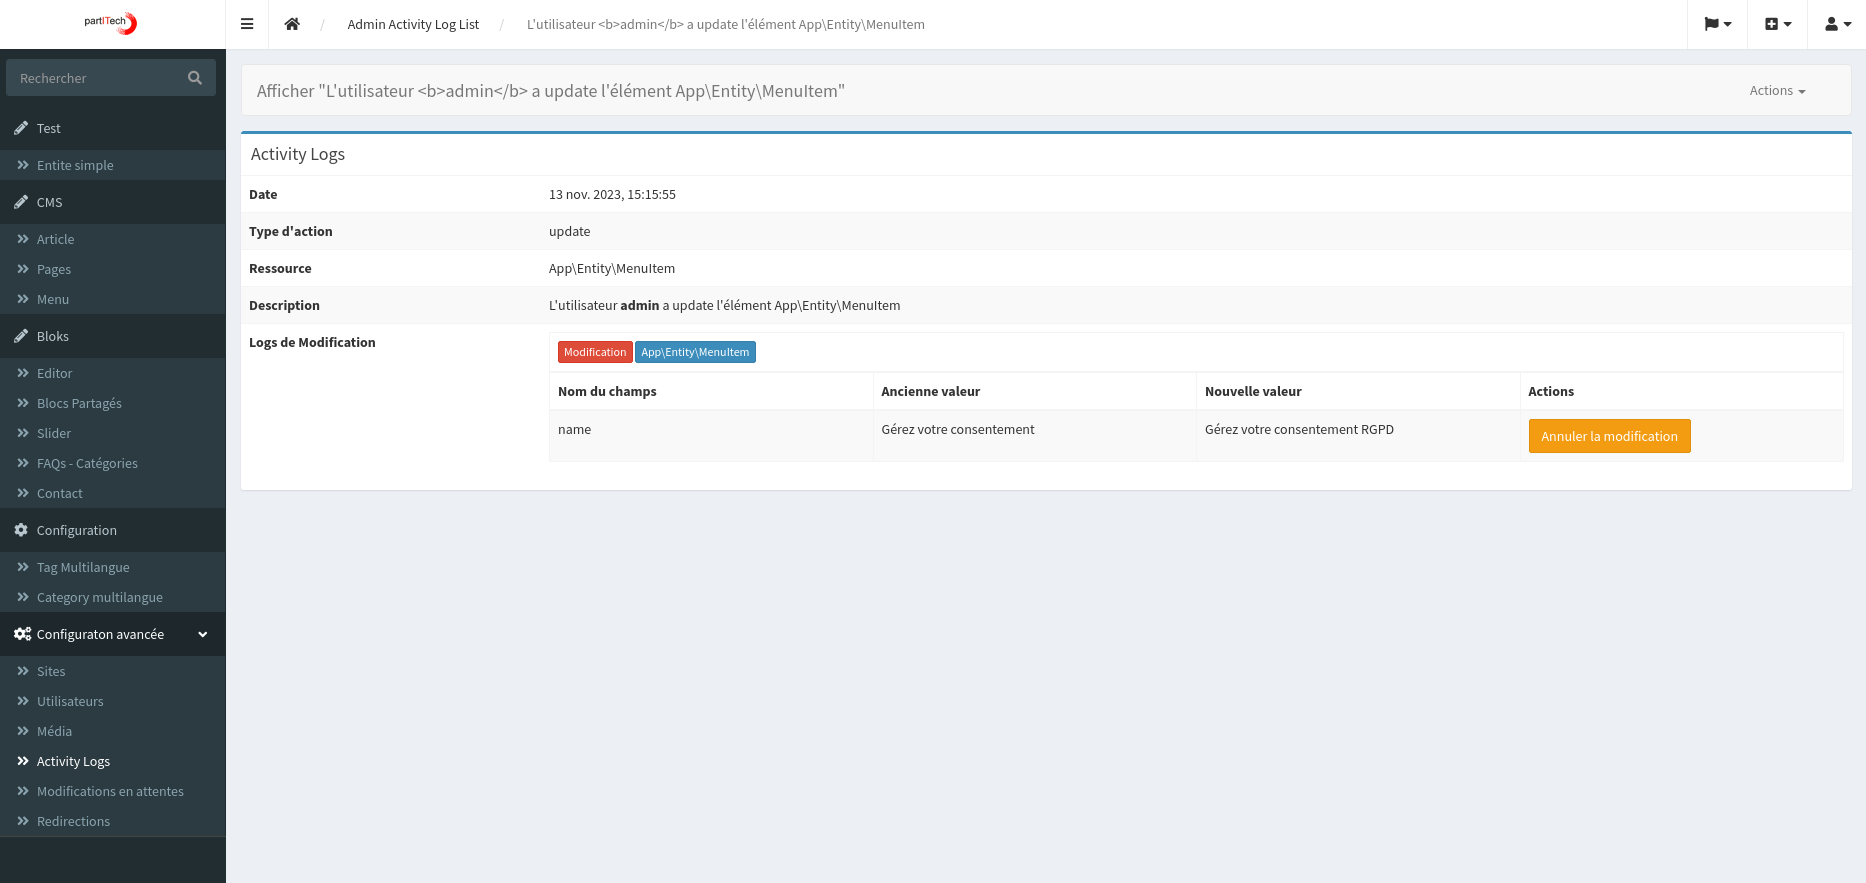 partITech
Admin Activity Log List
L'utilisateur <b>admin</b> a update l'élément App\Entity\MenuItem
Rechercher
Afficher "L'utilisateur <b>admin</b> a update l'élément App\Entity\MenuItem"
Actions
Test
Entite simple
CMS
Article
Pages
Menu
Bloks
Editor
Blocs Partagés
Slider
FAQs - Catégories
Contact
Configuration
Tag Multilangue
Category multilangue
Configuraton avancée
Sites
Utilisateurs
Média
Activity Logs
Modifications en attentes
Redirections
Activity Logs
Date 13 nov. 2023, 15:15:55
Type d'action update
Ressource App\Entity\MenuItem
Description L'utilisateur admin a update l'élément App\Entity\MenuItem
Logs de Modification
Modification App\Entity\MenuItem
Nom du champs Ancienne valeur Nouvelle valeur Actions
name Gérez votre consentement Gérez votre consentement RGPD Annuler la modification